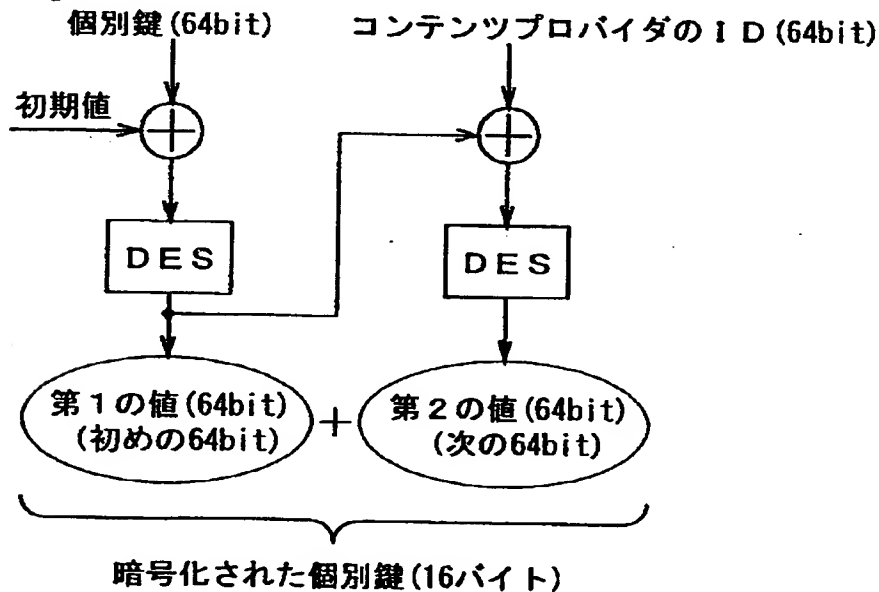 個別鍵(64bit)
コンテンツプロバイダのＩＤ(64bit)
初期値
DES
DES
第１の値(64bit)
(初めの64bit)
+
第２の値(64bit)
(次の64bit)
暗号化された個別鍵(16バイト)